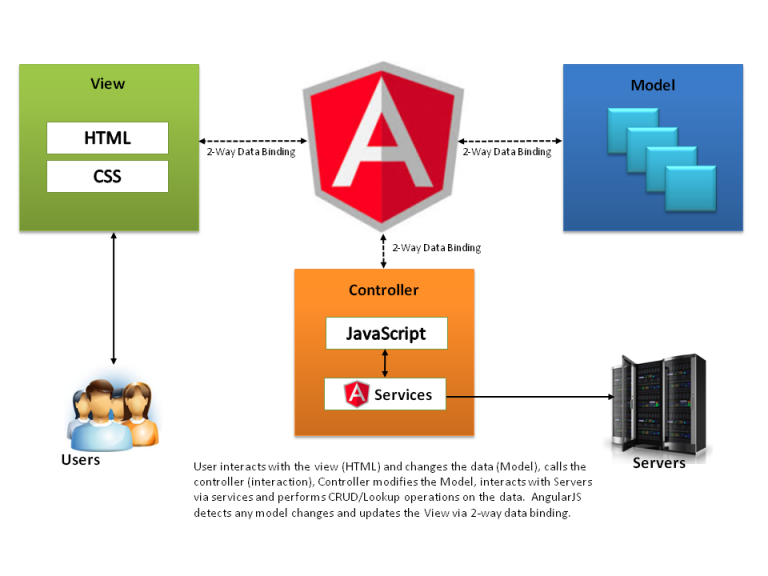 View
HTML
CSS
2-Way Data Binding
A
2-Way Data Binding
Model
2-Way Data Binding
Controller
JavaScript
A Services
Users
Servers
User interacts with the view (HTML) and changes the data (Model), calls the
controller (interaction), Controller modifies the Model, interacts with Servers
via services and performs CRUD/Lookup operations on the data. AngularJS
detects any model changes and updates the View via 2-way data binding.